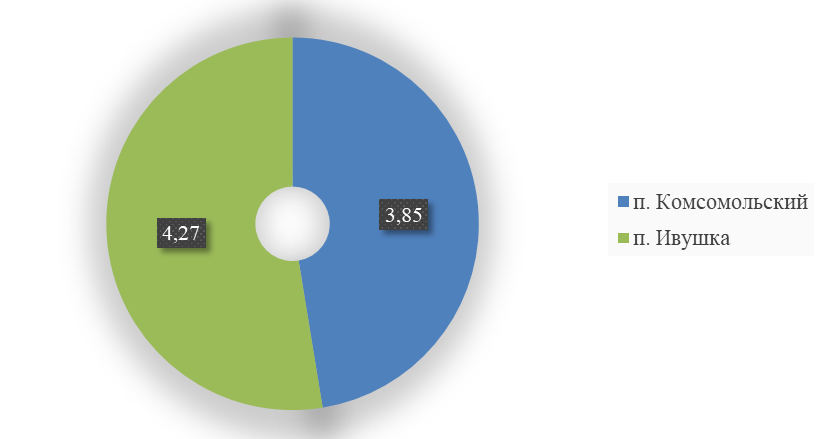 4,27
3,85
п. Комсомольский
п. Ивушка